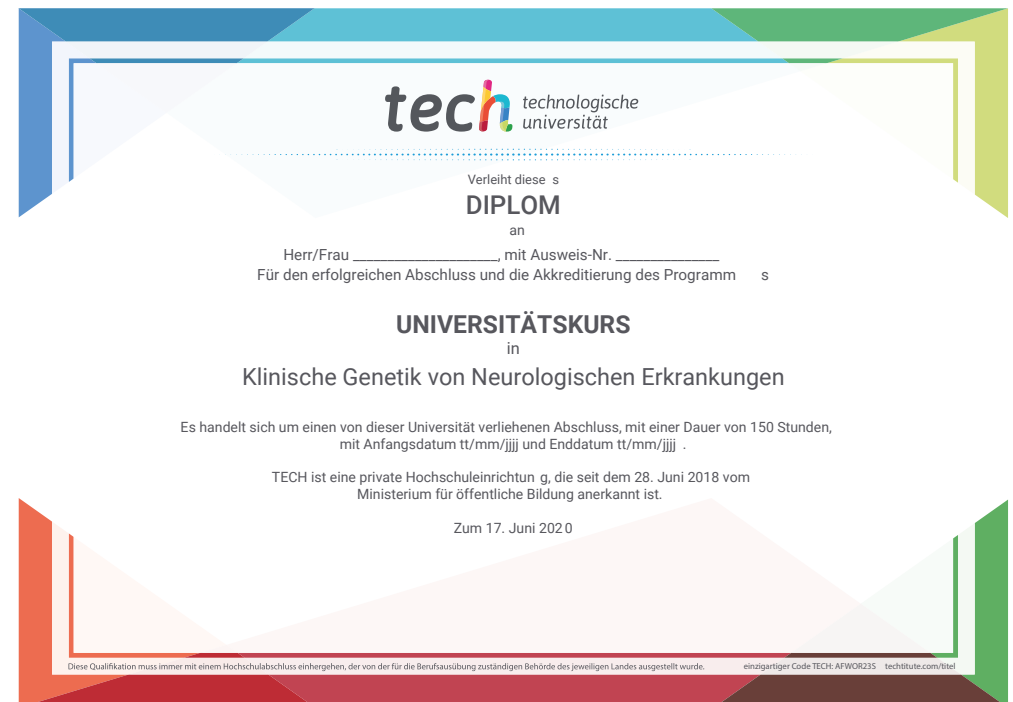 tech technologische
universität
Verleiht diese s
DIPLOM
an
Herr/Frau _____________________, mit Ausweis-Nr. _______________
Für den erfolgreichen Abschluss und die Akkreditierung des Programm s
UNIVERSITÄTSKURS
in
Klinische Genetik von Neurologischen Erkrankungen
Es handelt sich um einen von dieser Universität verliehenen Abschluss, mit einer Dauer von 150 Stunden,
mit Anfangsdatum tt/mm/jjjj und Enddatum tt/mm/jjjj .
TECH ist eine private Hochschuleinrichtun g, die seit dem 28. Juni 2018 vom
Ministerium für öffentliche Bildung anerkannt ist.
Zum 17. Juni 202 0
Diese Qualifikation muss immer mit einem Hochschulabschluss einhergehen, der von der für die Berufsausübung zuständigen Behörde des jeweiligen Landes ausgestellt wurde. einzigartiger Code TECH: AFWOR23S techtitute.com/titel